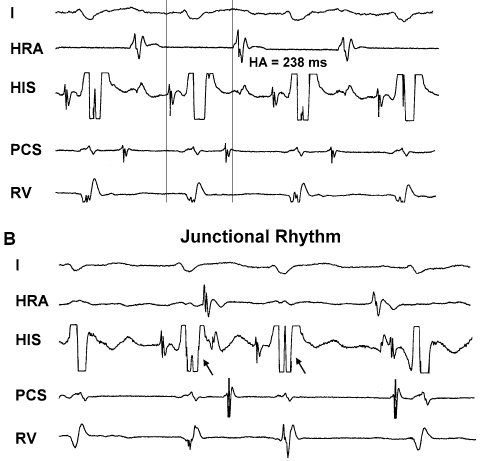 I
HRA
HA = 238 ms
HIS
PCS
RV
B
Junctional Rhythm
I
HRA
HIS
PCS
RV